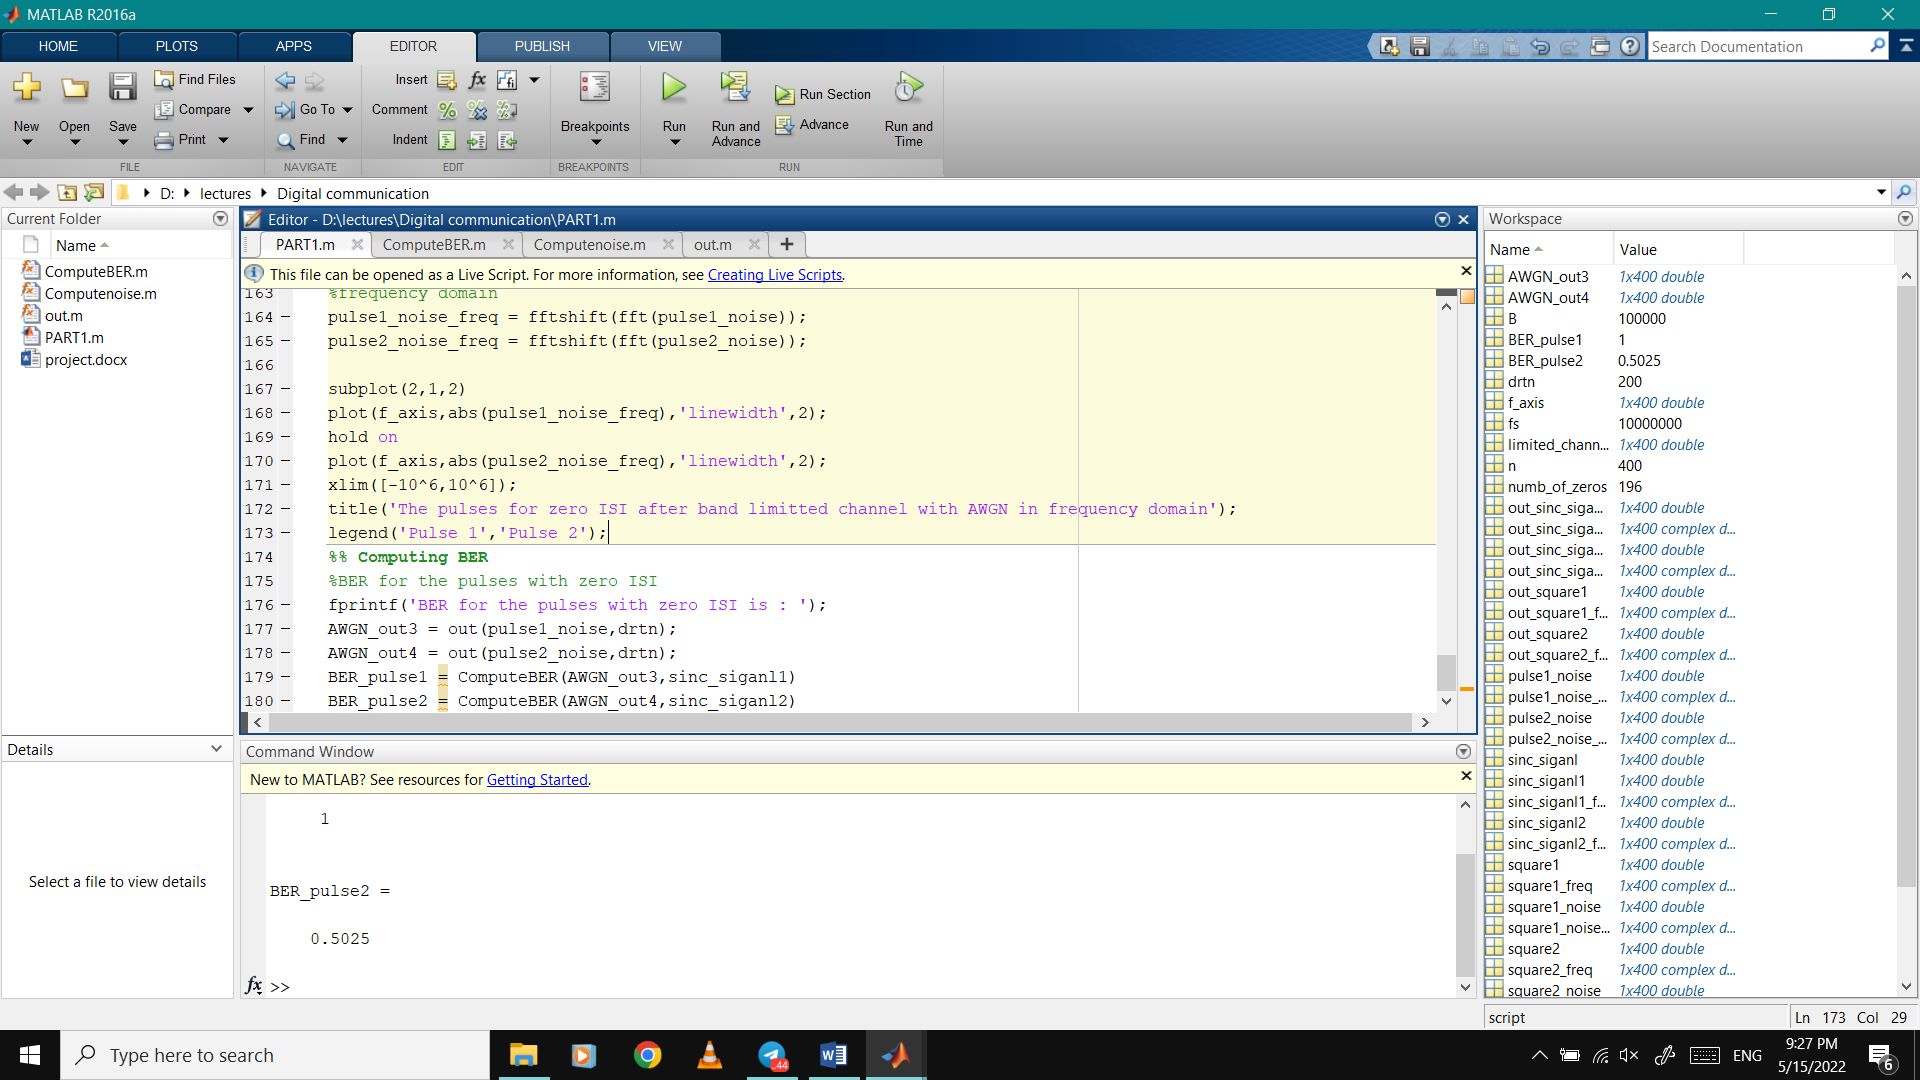 MATLAB R2016a
HOME PLOTS APPS EDITOR PUBLISH VIEW
Search Documentation
New Open Save Find Files Compare Print
FILE
Go To Find
NAVIGATE
Insert fx
Comment
Indent
EDIT
Breakpoints
BREAKPOINTS
Run Run and Advance Run Section Advance Run and Time
RUN
D: lectures Digital communication
Current Folder
Name
ComputeBER.m
Computenoise.m
out.m
PART1.m
project.docx
Details
Select a file to view details
Editor - D:\lectures\Digital communication\PART1.m
PART1.m ComputeBER.m Computenoise.m out.m +
This file can be opened as a Live Script. For more information, see Creating Live Scripts.
163 %frequency domain
164 – pulse1_noise_freq = fftshift(fft(pulse1_noise));
165 – pulse2_noise_freq = fftshift(fft(pulse2_noise));
166
167 – subplot(2,1,2)
168 – plot(f_axis,abs(pulse1_noise_freq),'linewidth',2);
169 – hold on
170 – plot(f_axis,abs(pulse2_noise_freq),'linewidth',2);
171 – xlim([-10^6,10^6]);
172 – title('The pulses for zero ISI after band limitted channel with AWGN in frequency domain');
173 – legend('Pulse 1','Pulse 2');
174 %% Computing BER
175 %BER for the pulses with zero ISI
176 – fprintf('BER for the pulses with zero ISI is : ');
177 – AWGN_out3 = out(pulse1_noise,drtn);
178 – AWGN_out4 = out(pulse2_noise,drtn);
179 – BER_pulse1 = ComputeBER(AWGN_out3,sinc_siganl1)
180 – BER_pulse2 = ComputeBER(AWGN_out4,sinc_siganl2)
Command Window
New to MATLAB? See resources for Getting Started.
1
BER_pulse2 =
0.5025
fx >>
Workspace
Name Value
AWGN_out3 1x400 double
AWGN_out4 1x400 double
B 100000
BER_pulse1 1
BER_pulse2 0.5025
drtn 200
f_axis 1x400 double
fs 10000000
limited_chann... 1x400 double
n 400
numb_of_zeros 196
out_sinc_siga... 1x400 double
out_sinc_siga... 1x400 complex d...
out_sinc_siga... 1x400 double
out_sinc_siga... 1x400 complex d...
out_square1 1x400 double
out_square1_f... 1x400 complex d...
out_square2 1x400 double
out_square2_f... 1x400 complex d...
pulse1_noise 1x400 double
pulse1_noise_... 1x400 complex d...
pulse2_noise 1x400 double
pulse2_noise_... 1x400 complex d...
sinc_siganl 1x400 double
sinc_siganl1 1x400 double
sinc_siganl1_f... 1x400 complex d...
sinc_siganl2 1x400 double
sinc_siganl2_f... 1x400 complex d...
square1 1x400 double
square1_freq 1x400 complex d...
square1_noise 1x400 double
square1_noise... 1x400 complex d...
square2 1x400 double
square2_freq 1x400 complex d...
square2_noise 1x400 double
script Ln 173 Col 29
Type here to search
44
ENG
9:27 PM
5/15/2022
6